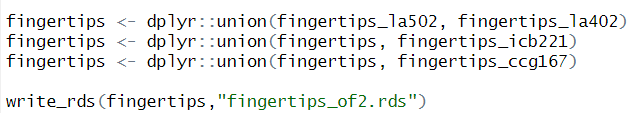 fingertips <- dplyr::union(fingertips_la502, fingertips_la402)
fingertips <- dplyr::union(fingertips, fingertips_icb221)
fingertips <- dplyr::union(fingertips, fingertips_ccg167)
write_rds(fingertips,"fingertips_of2.rds")